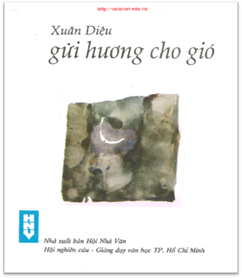 Xuân Diệu
gửi hương cho gió
HNV
Nhà xuất bản Hội Nhà Văn
Hội nghiên cứu - Giảng dạy văn học TP. Hồ Chí Minh